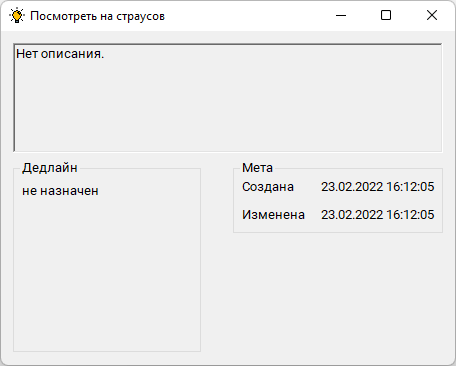 Посмотреть на страусов
Нет описания.
Дедлайн
не назначен
Мета
Создана 23.02.2022 16:12:05
Изменена 23.02.2022 16:12:05